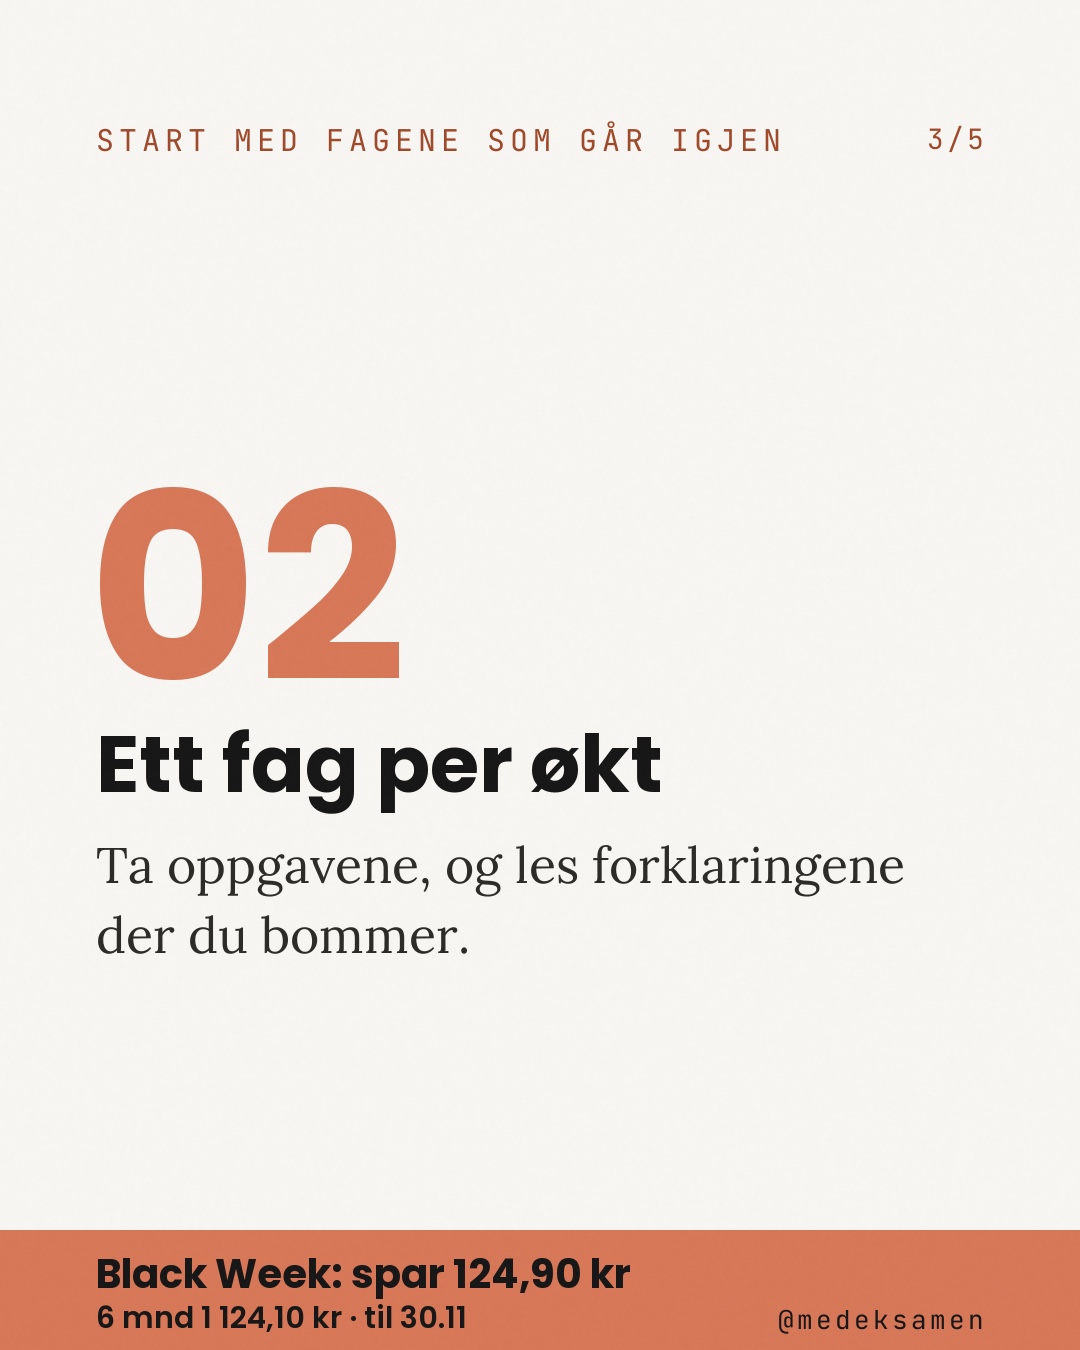 START MED FAGENE SOM GÅR IGJEN 3/5
02
Ett fag per økt
Ta oppgavene, og les forklaringene
der du bommer.
Black Week: spar 124,90 kr
6 mnd 1 124,10 kr · til 30.11
@medeksamen